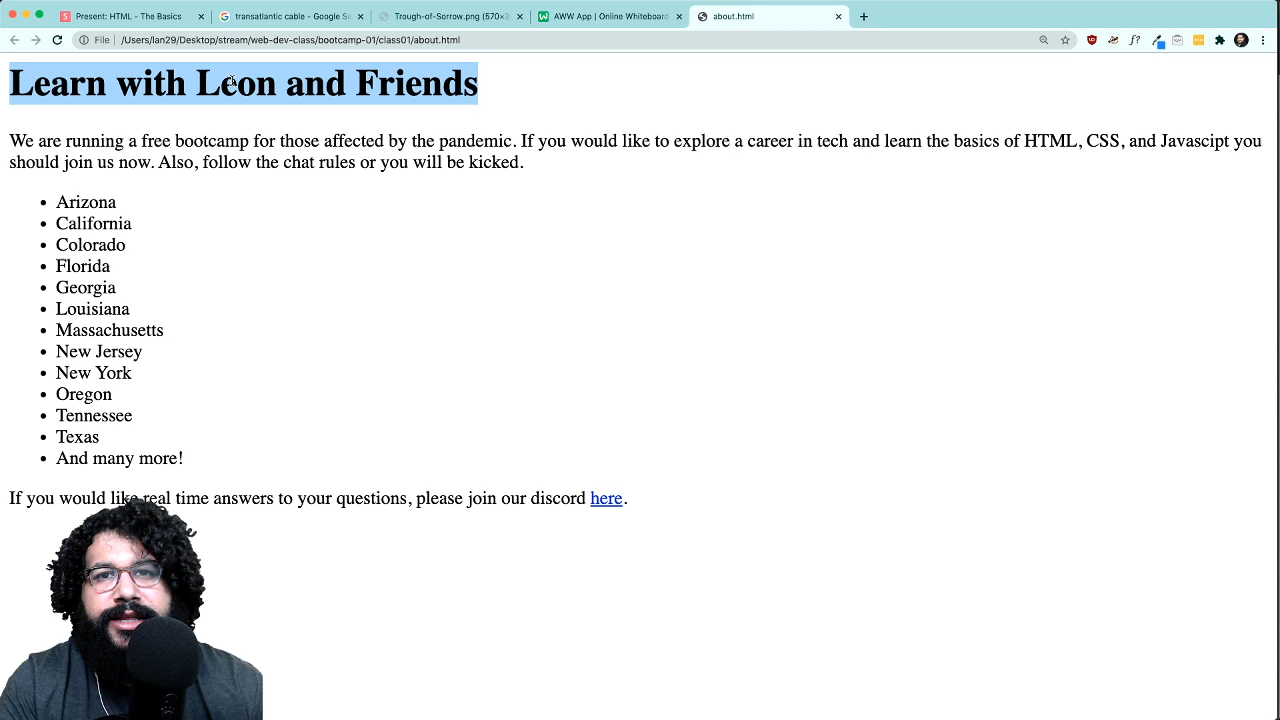 Present: HTML - The Basics
transatlantic cable - Google Se
Trough-of-Sorrow.png (570×3
AWW App | Online Whiteboard
about.html
File | /Users/lan29/Desktop/stream/web-dev-class/bootcamp-01/class01/about.html
Learn with Leon and Friends
We are running a free bootcamp for those affected by the pandemic. If you would like to explore a career in tech and learn the basics of HTML, CSS, and Javascipt you
should join us now. Also, follow the chat rules or you will be kicked.
• Arizona
• California
• Colorado
• Florida
• Georgia
• Louisiana
• Massachusetts
• New Jersey
• New York
• Oregon
• Tennessee
• Texas
• And many more!
If you would like real time answers to your questions, please join our discord here.